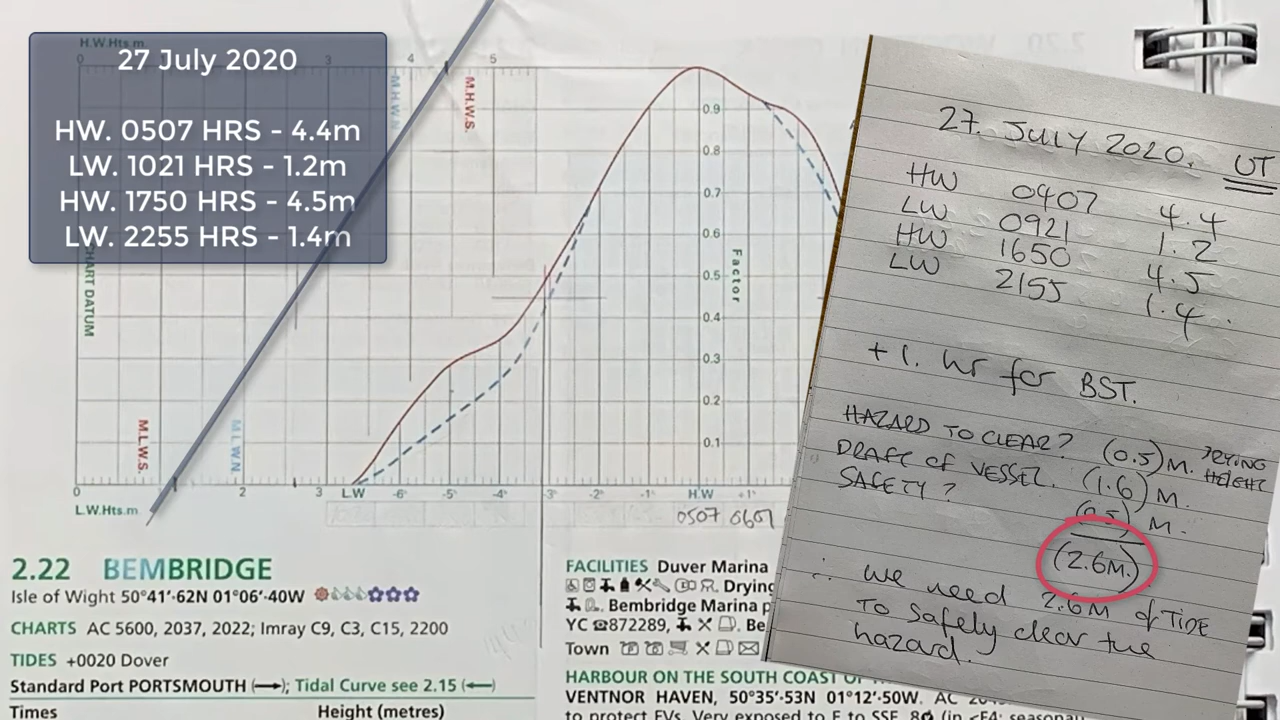 27 July 2020
HW. 0507 HRS - 4.4m
LW. 1021 HRS - 1.2m
HW. 1750 HRS - 4.5m
LW. 2255 HRS - 1.4m
H.W.Hts.m
0 3 4 5
M.H.W.N
M.H.W.S.
CHART DATUM
M.L.W.S.
M.L.W.N
0.9
0.8
0.7
0.6
0.5
0.4
0.3
0.2
0.1
Factor
0 2 3 LW -6ʰ -5ʰ -4ʰ -3ʰ -2ʰ -1ʰ H.W +1ʰ
L.W.Hts.m
0507 0607
2.22 BEMBRIDGE
Isle of Wight 50°41'·62N 01°06'·40W
CHARTS AC 5600, 2037, 2022; Imray C9, C3, C15, 2200
TIDES +0020 Dover
Standard Port PORTSMOUTH (→); Tidal Curve see 2.15 (←)
Times Height (metres)
FACILITIES Duver Marina
Drying
Bembridge Marina p
YC ☎872289, Be
Town
HARBOUR ON THE SOUTH COAST OF
VENTNOR HAVEN, 50°35'·53N 01°12'·50W. AC
to protect FVs. Very exposed to E to SSE
27. JULY 2020. UT
HW 0407 4.4
LW 0921 1.2
HW 1650 4.5
LW 2155 1.4.
+1. hr for BST.
HAZARD TO CLEAR? (0.5)M. DRYING HEIGHT
DRAFT of VESSEL. (1.6) M.
SAFETY? (0.5) M.
(2.6M.)
∴ we need 2.6M of TIDE
TO safely clear the
hazard.